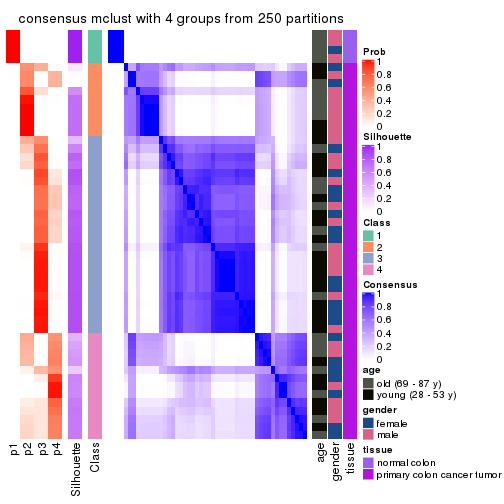 consensus mclust with 4 groups from 250 partitions
Prob
1
0.8
0.6
0.4
0.2
0
Silhouette
1
0.8
0.6
0.4
0.2
0
Class
1
2
3
4
Consensus
1
0.8
0.6
0.4
0.2
0
age
old (69 - 87 y)
young (28 - 53 y)
gender
female
male
tissue
normal colon
primary colon cancer tumor
p1
p2
p3
p4
Silhouette
Class
age
gender
tissue